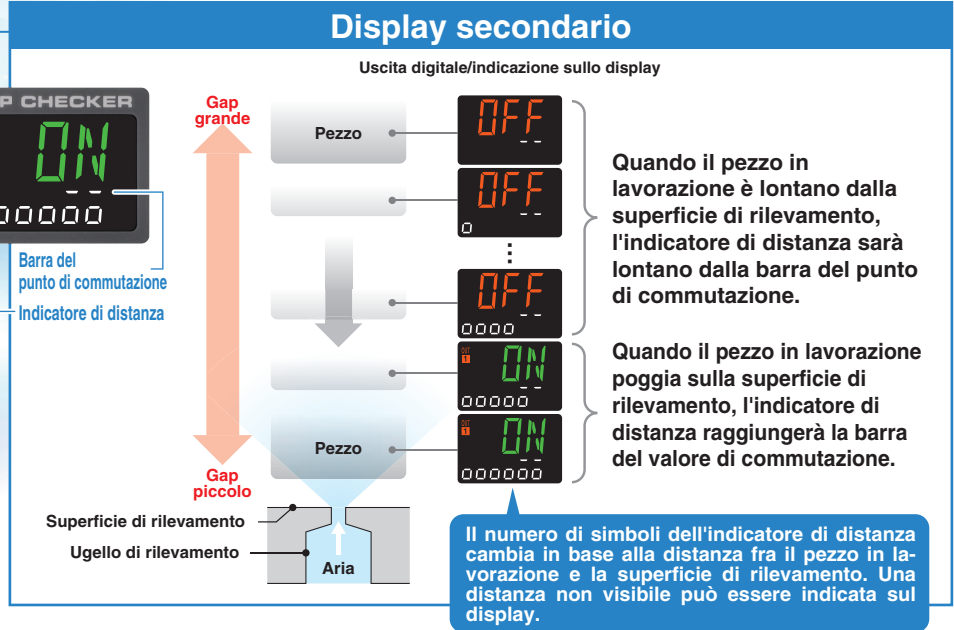 Display secondario
Uscita digitale/indicazione sullo display
P CHECKER
ON
Barra del
punto di commutazione
Indicatore di distanza
Gap
grande
Pezzo
OFF
OFF
OFF
OUT
1
ON
OUT
1
ON
Pezzo
Gap
piccolo
Superficie di rilevamento
Ugello di rilevamento
Aria
Quando il pezzo in
lavorazione è lontano dalla
superficie di rilevamento,
l'indicatore di distanza sarà
lontano dalla barra del punto
di commutazione.
Quando il pezzo in lavorazione
poggia sulla superficie di
rilevamento, l'indicatore di
distanza raggiungerà la barra
del valore di commutazione.
Il numero di simboli dell'indicatore di distanza
cambia in base alla distanza fra il pezzo in la-
vorazione e la superficie di rilevamento. Una
distanza non visibile può essere indicata sul
display.